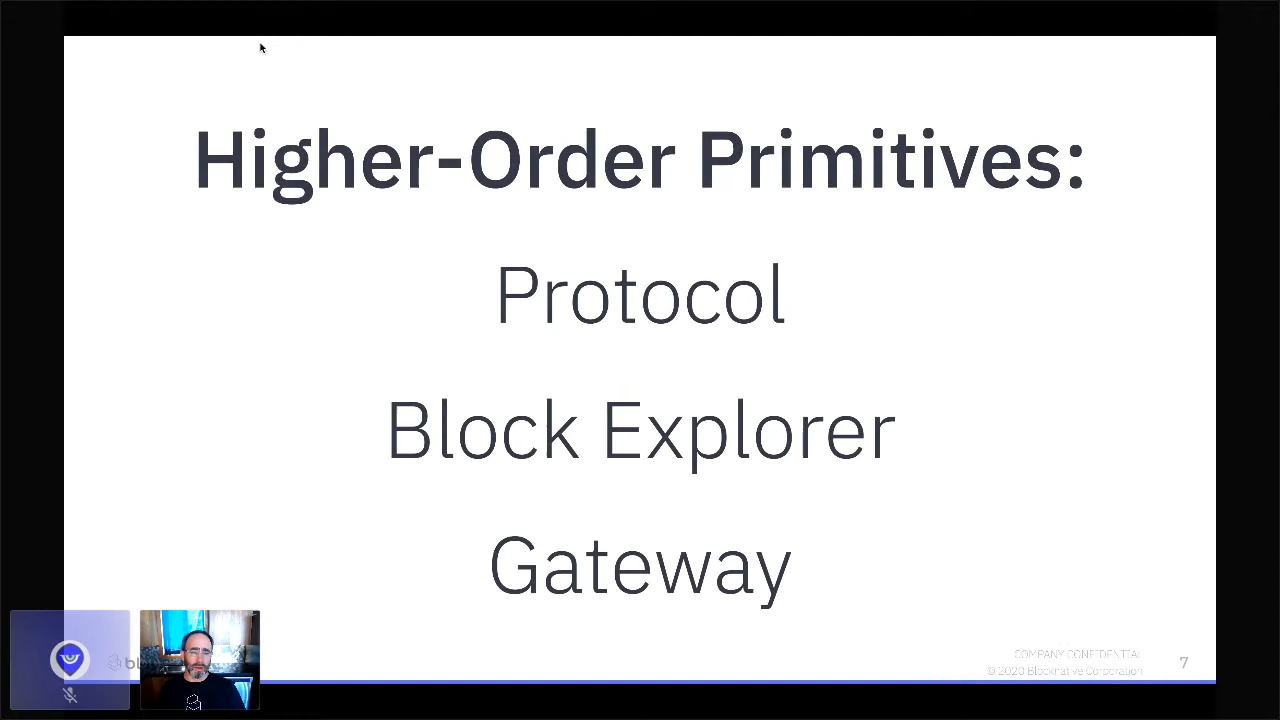 Higher-Order Primitives:
Protocol
Block Explorer
Gateway
COMPANY CONFIDENTIAL
© 2020 Blocknative Corporation
7